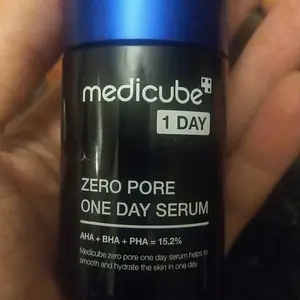 medicube+
1 DAY
ZERO PORE
ONE DAY SERUM
AHA + BHA + PHA = 15.2%
Medicube zero pore one day serum helps to
smooth and hydrate the skin in one day.